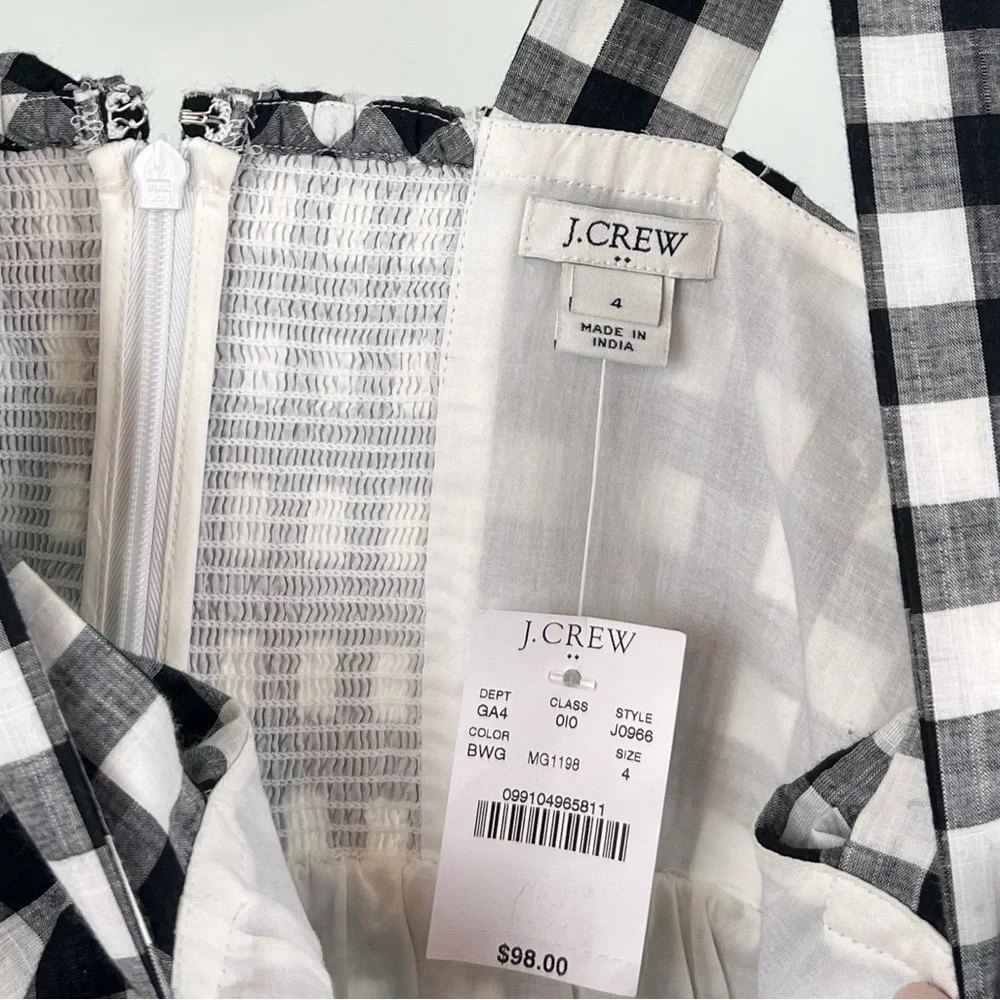 J.CREW
4
MADE IN
INDIA
J.CREW
DEPT CLASS STYLE
GA4 010 J0966
COLOR SIZE
BWG MG1198 4
099104965811
$98.00